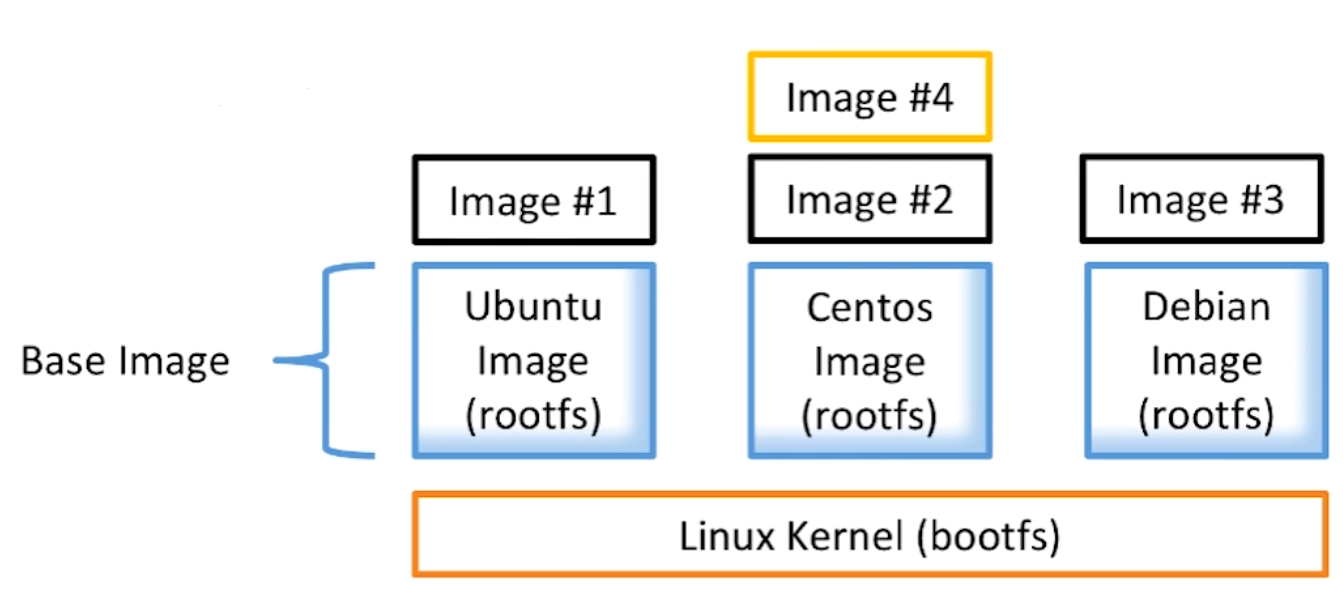 Image #4
Image #1
Image #2
Image #3
Base Image
Ubuntu
Image
(rootfs)
Centos
Image
(rootfs)
Debian
Image
(rootfs)
Linux Kernel (bootfs)